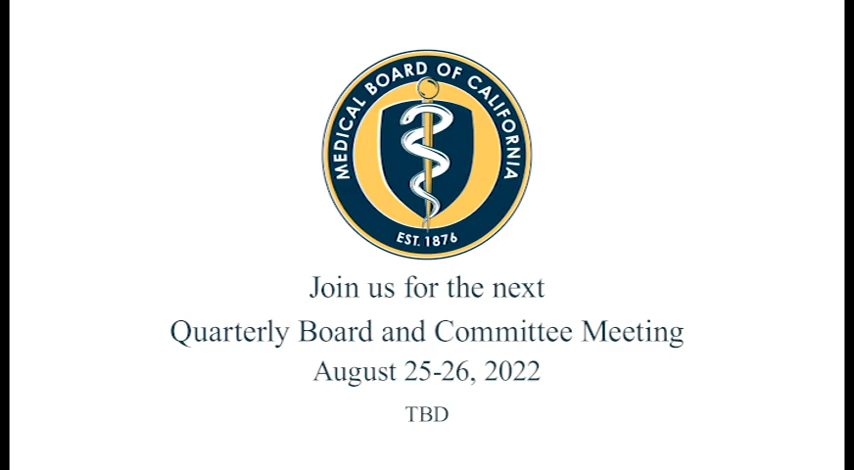 MEDICAL BOARD OF CALIFORNIA
EST. 1876
Join us for the next
Quarterly Board and Committee Meeting
August 25-26, 2022
TBD